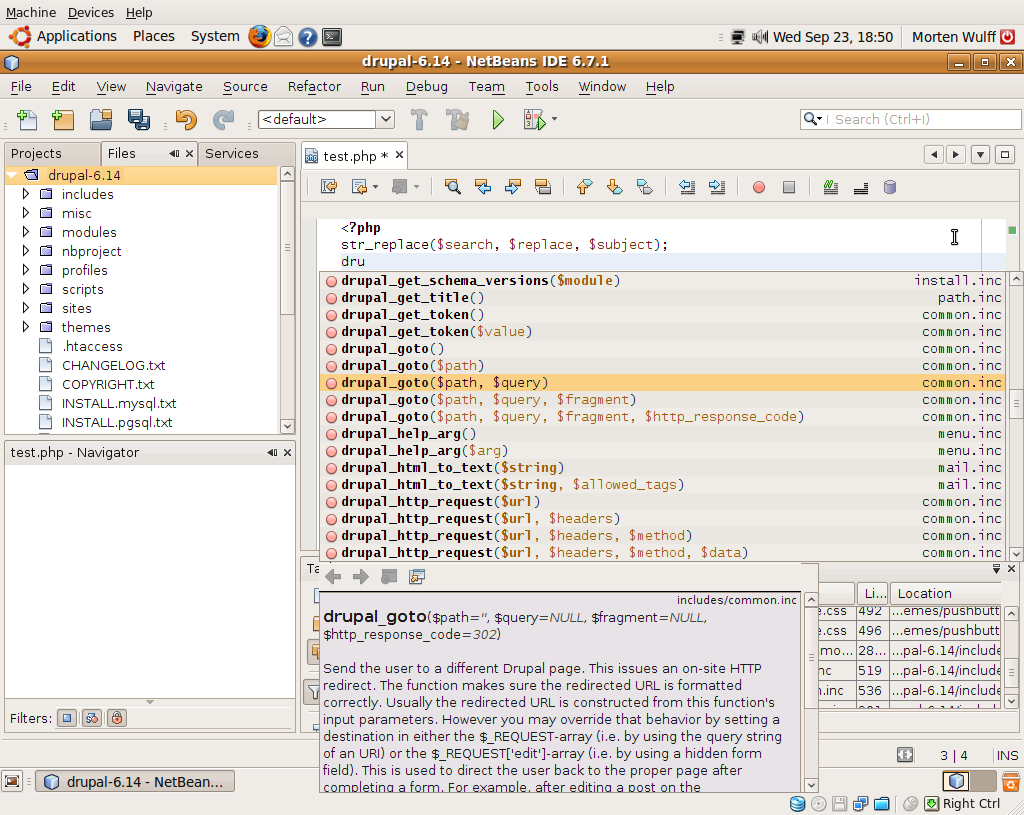 Machine Devices Help
Applications Places System Wed Sep 23, 18:50 Morten Wulff
drupal-6.14 - NetBeans IDE 6.7.1
File Edit View Navigate Source Refactor Run Debug Team Tools Window Help
<default> Search (Ctrl+I)
Projects Files Services
test.php *
drupal-6.14
includes
misc
modules
nbproject
profiles
scripts
sites
themes
.htaccess
CHANGELOG.txt
COPYRIGHT.txt
INSTALL.mysql.txt
INSTALL.pgsql.txt
<?php
str_replace($search, $replace, $subject);
dru
drupal_get_schema_versions($module) install.inc
drupal_get_title() path.inc
drupal_get_token() common.inc
drupal_get_token($value) common.inc
drupal_goto() common.inc
drupal_goto($path) common.inc
drupal_goto($path, $query) common.inc
drupal_goto($path, $query, $fragment) common.inc
drupal_goto($path, $query, $fragment, $http_response_code) common.inc
drupal_help_arg() menu.inc
drupal_help_arg($arg) menu.inc
drupal_html_to_text($string) mail.inc
drupal_html_to_text($string, $allowed_tags) mail.inc
drupal_http_request($url) common.inc
drupal_http_request($url, $headers) common.inc
drupal_http_request($url, $headers, $method) common.inc
drupal_http_request($url, $headers, $method, $data) common.inc
test.php - Navigator
Filters:
Ta
includes/common.inc
drupal_goto($path='', $query=NULL, $fragment=NULL,
$http_response_code=302)
Send the user to a different Drupal page. This issues an on-site HTTP
redirect. The function makes sure the redirected URL is formatted
correctly. Usually the redirected URL is constructed from this function's
input parameters. However you may override that behavior by setting a
destination in either the $_REQUEST-array (i.e. by using the query string
of an URI) or the $_REQUEST['edit']-array (i.e. by using a hidden form
field). This is used to direct the user back to the proper page after
completing a form. For example, after editing a post on the
Li... Location
e.css 492 ...emes/pushbutt
e.css 496 ...emes/pushbutt
mo... 28... ...pal-6.14/include
nc 519 ...pal-6.14/include
n.inc 536 ...pal-6.14/include
3 | 4 INS
drupal-6.14 - NetBean...
Right Ctrl